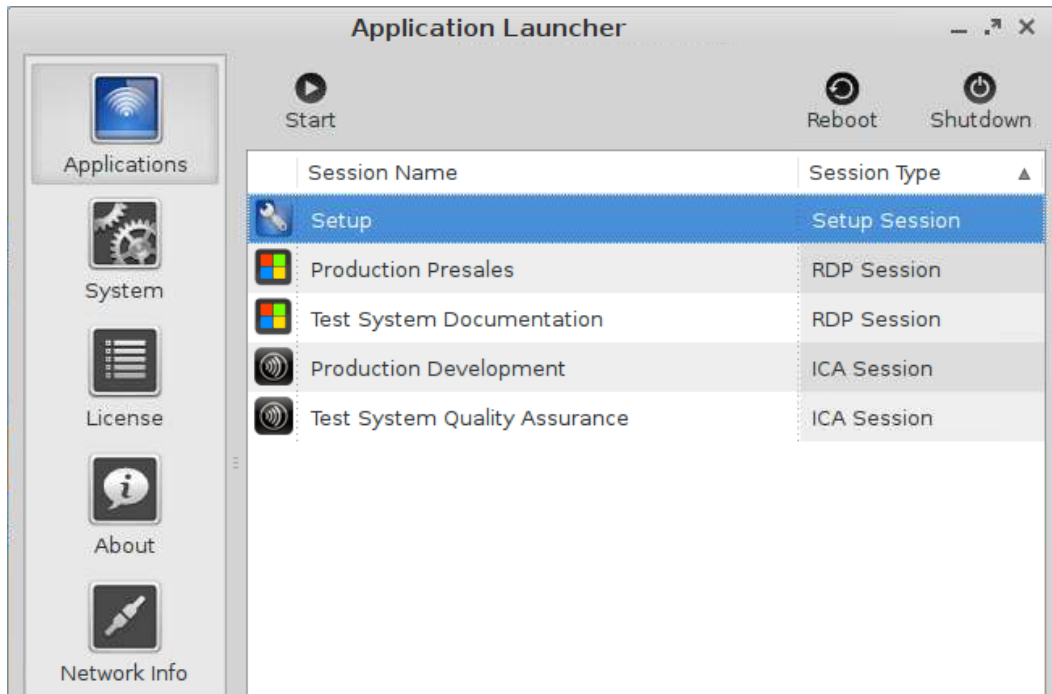 Application Launcher
Applications
System
License
About
Network Info
Start
Reboot
Shutdown
Session Name Session Type
Setup Setup Session
Production Presales RDP Session
Test System Documentation RDP Session
Production Development ICA Session
Test System Quality Assurance ICA Session